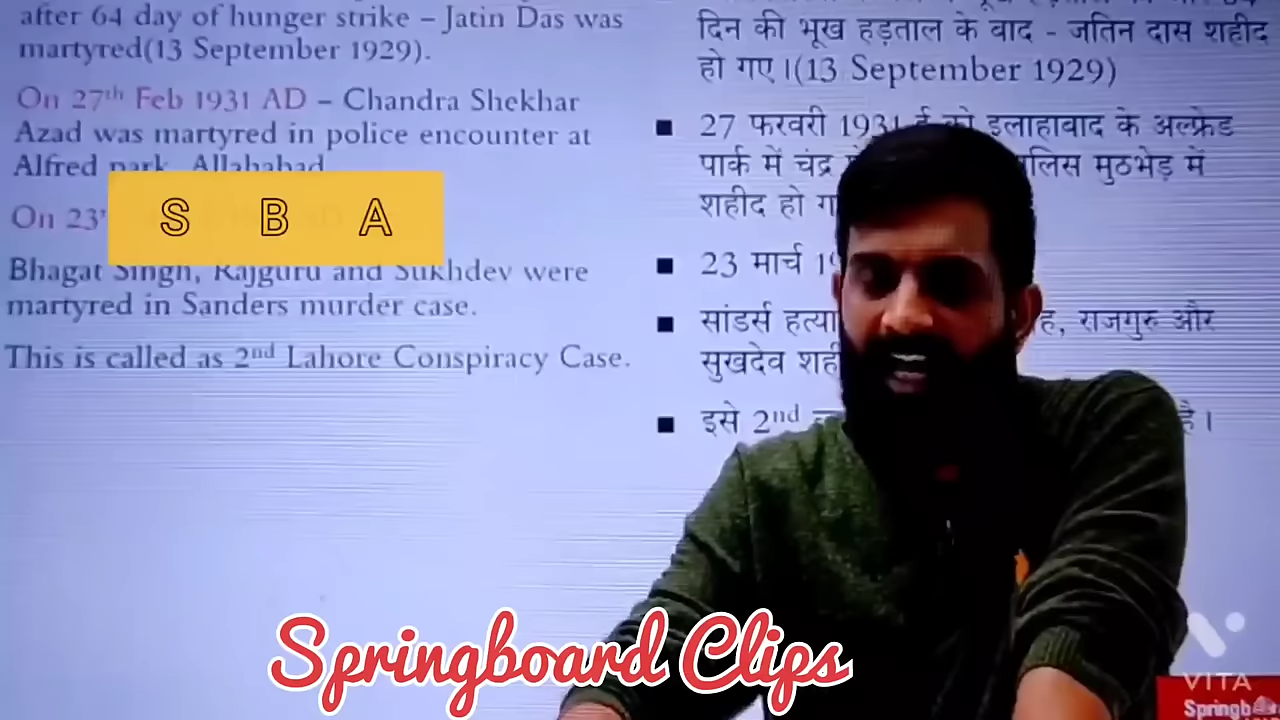 after 64 day of hunger strike – Jatin Das was
martyred(13 September 1929).
On 27th Feb 1931 AD – Chandra Shekhar
Azad was martyred in police encounter at
Alfred park, Allahabad
On 23
S B A
Bhagat Singh, Rajguru and Sukhdev were
martyred in Sanders murder case.
This is called as 2nd Lahore Conspiracy Case.
दिन की भूख हड़ताल के बाद - जतिन दास शहीद
हो गए।(13 September 1929)
27 फरवरी 1931 ई को इलाहाबाद के अल्फ्रेड
पार्क में चंद्र मुठभेड़ में
शहीद हो
23 मार्च
सांडर्स राजगुरु और
सुखदेव
इसे 2nd है।
Springboard Clips
VITA